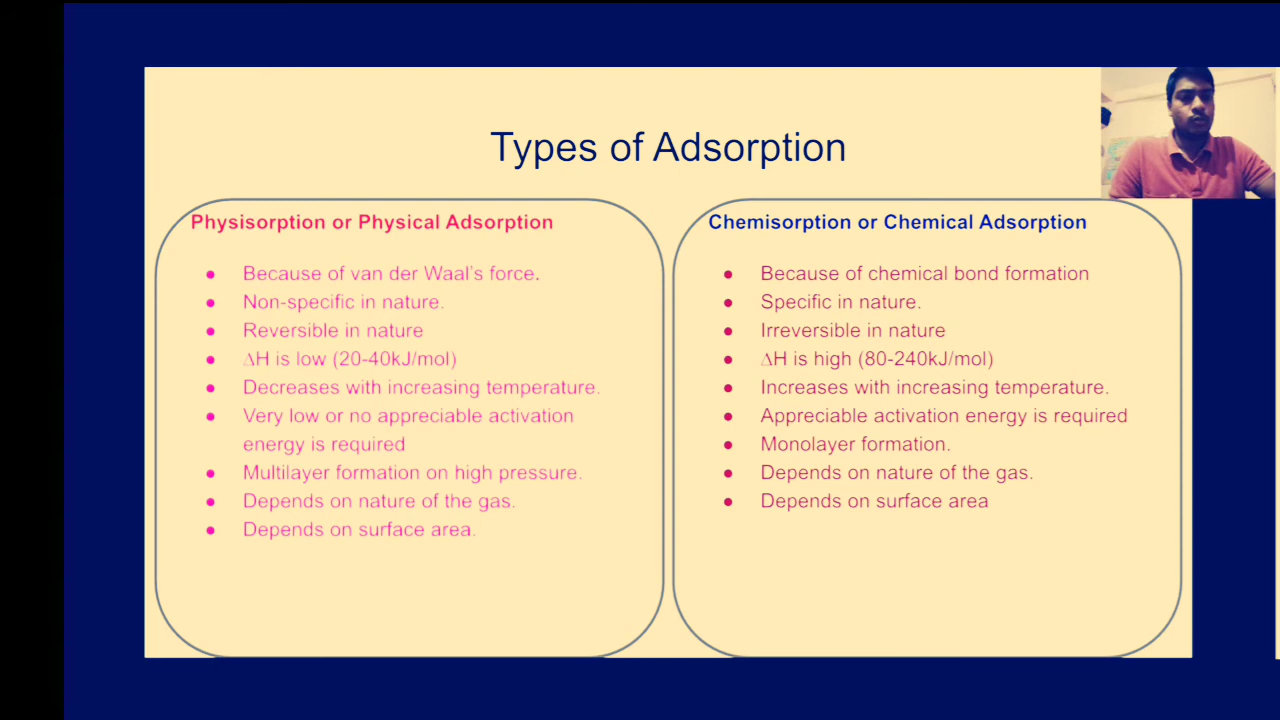 Types of Adsorption
Physisorption or Physical Adsorption
● Because of van der Waal's force.
● Non-specific in nature.
● Reversible in nature
● ΔH is low (20-40kJ/mol)
● Decreases with increasing temperature.
● Very low or no appreciable activation
energy is required
● Multilayer formation on high pressure.
● Depends on nature of the gas.
● Depends on surface area.
Chemisorption or Chemical Adsorption
● Because of chemical bond formation
● Specific in nature.
● Irreversible in nature
● ΔH is high (80-240kJ/mol)
● Increases with increasing temperature.
● Appreciable activation energy is required
● Monolayer formation.
● Depends on nature of the gas.
● Depends on surface area